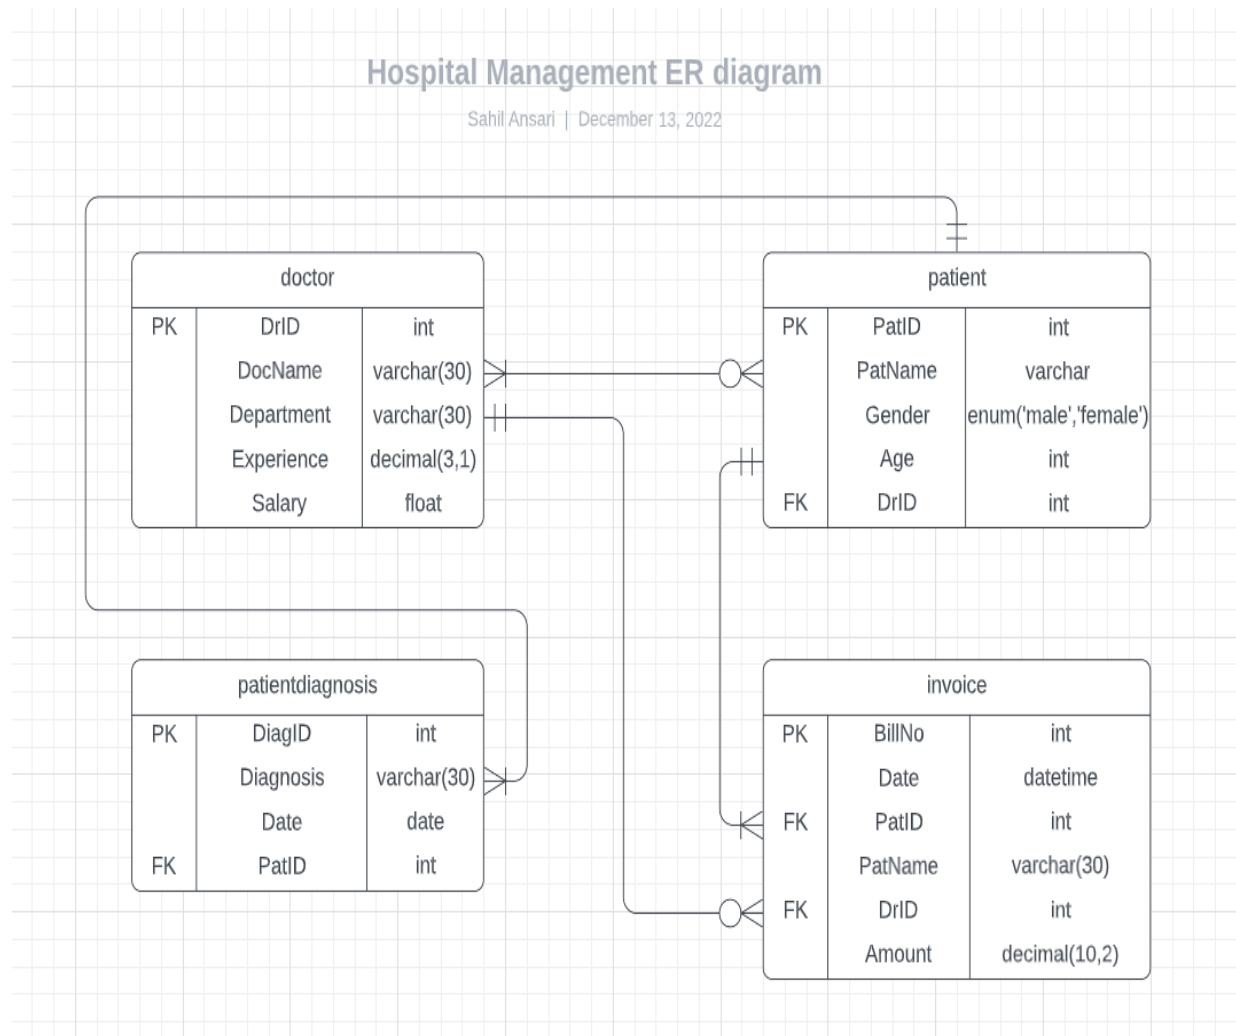 Hospital Management ER diagram
Sahil Ansari | December 13, 2022
doctor
PK DrID int
DocName varchar(30)
Department varchar(30)
Experience decimal(3,1)
Salary float
patient
PK PatID int
PatName varchar
Gender enum('male','female')
Age int
FK DrID int
patientdiagnosis
PK DiagID int
Diagnosis varchar(30)
Date date
FK PatID int
invoice
PK BillNo int
Date datetime
FK PatID int
PatName varchar(30)
FK DrID int
Amount decimal(10,2)